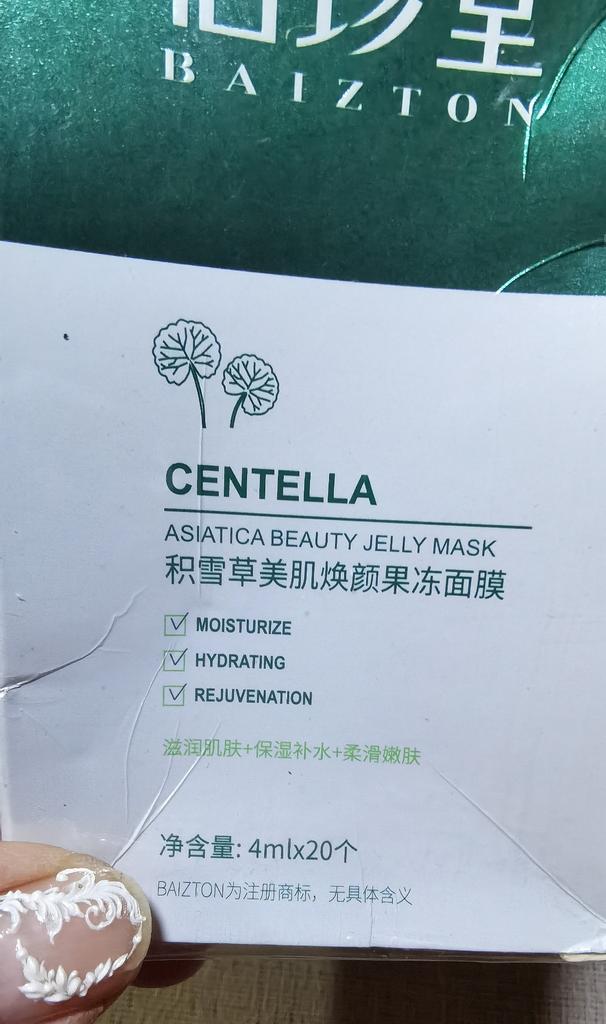 BAIZTON
CENTELLA
ASIATICA BEAUTY JELLY MASK
积雪草美肌焕颜果冻面膜
MOISTURIZE
HYDRATING
REJUVENATION
滋润肌肤+保湿补水+柔滑嫩肤
净含量: 4mlx20个
BAIZTON为注册商标，无具体含义